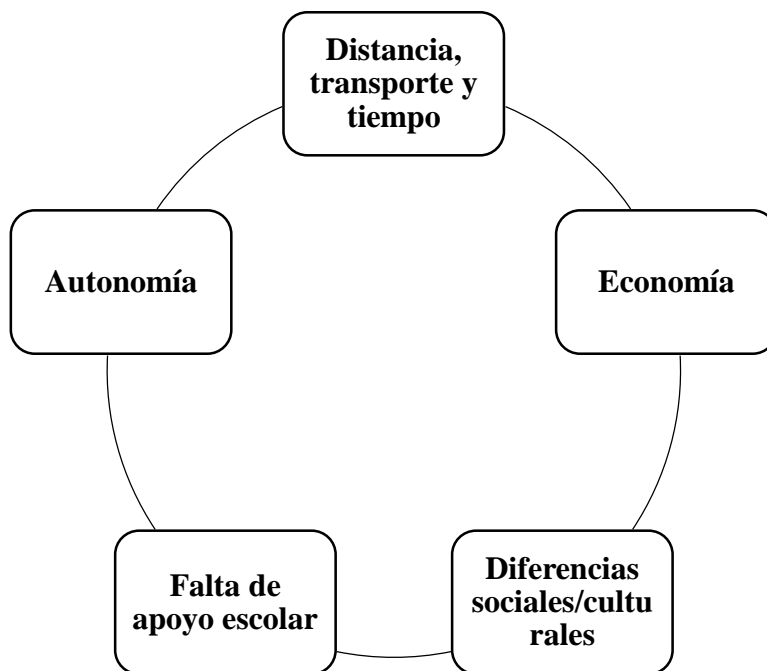 Distancia,
transporte y
tiempo
Autonomía
Economía
Falta de
apoyo escolar
Diferencias
sociales/cultu
rales